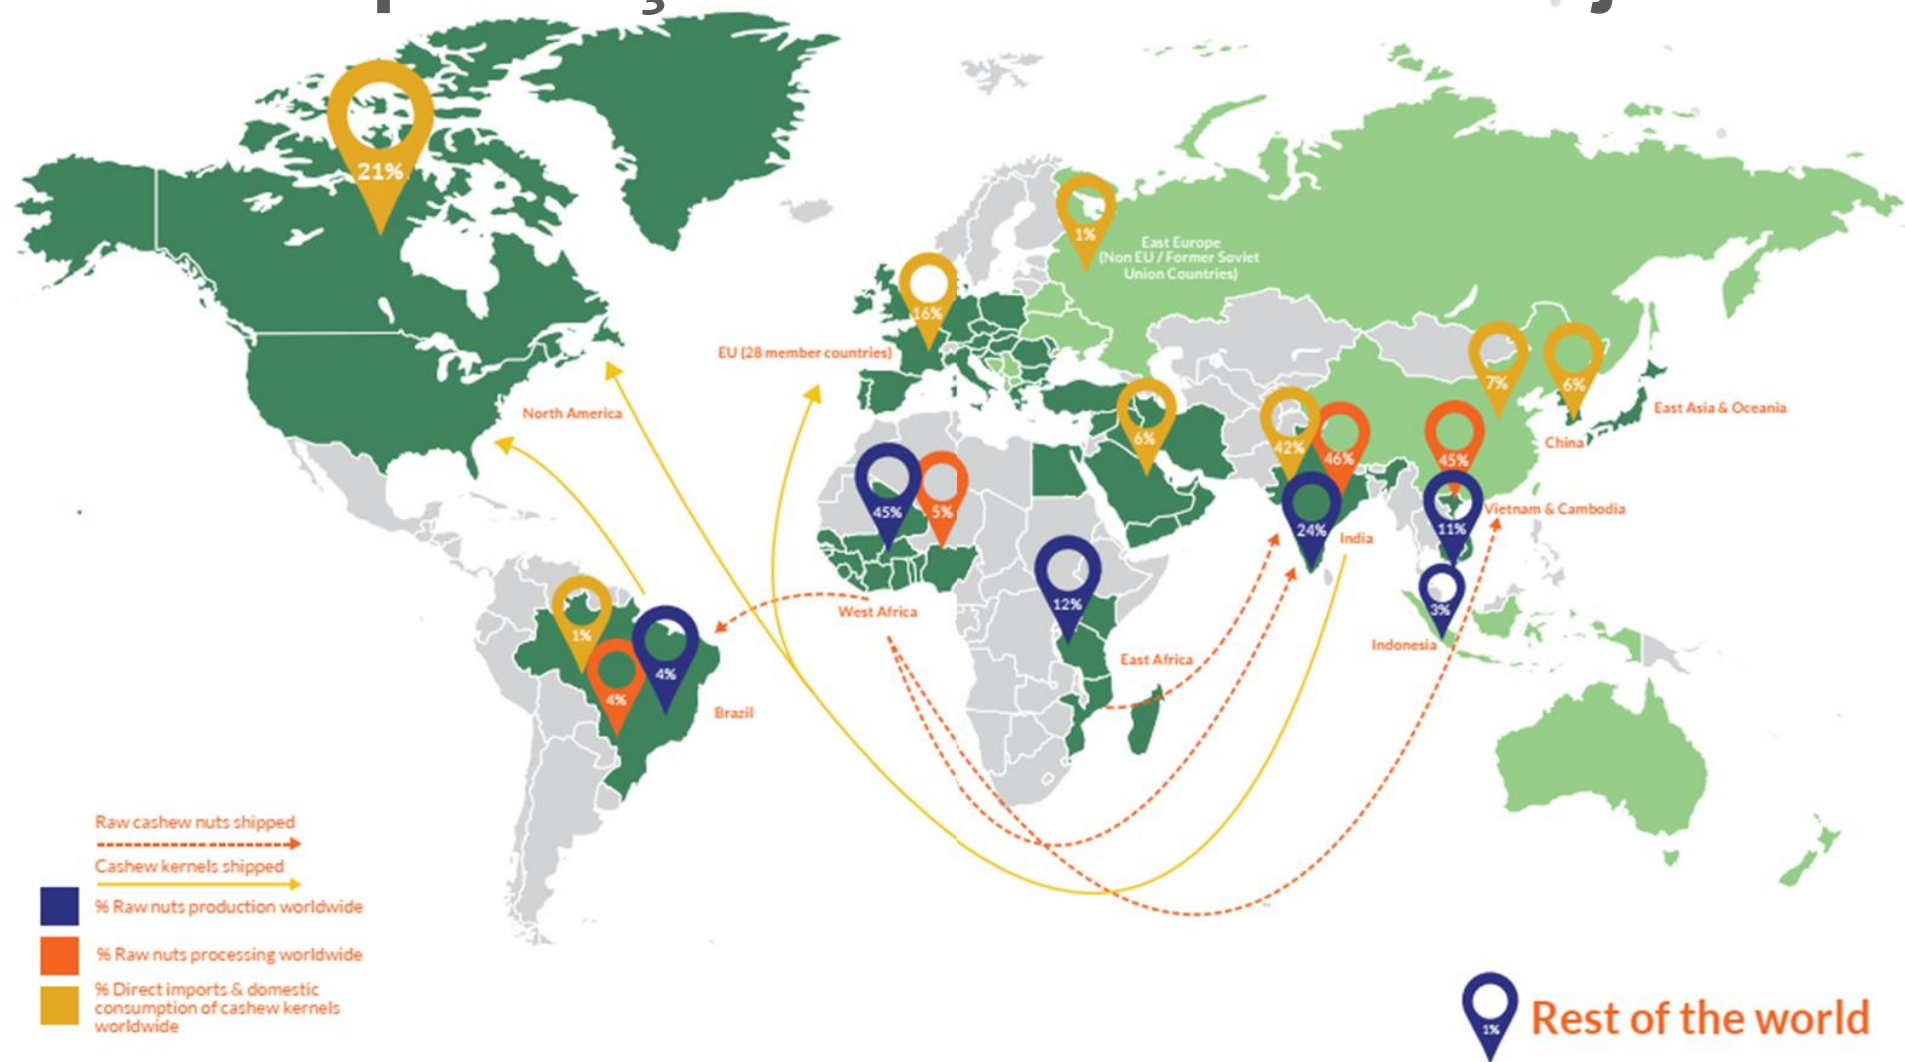 21%
1%
East Europe
(Non EU / Former Soviet
Union Countries)
16%
EU (28 member countries)
North America
7%
6%
East Asia & Oceania
China
6%
42%
46%
45%
45%
5%
Vietnam & Cambodia
24%
India
11%
12%
3%
Indonesia
West Africa
East Africa
1%
4%
4%
Brazil
Raw cashew nuts shipped
Cashew kernels shipped
% Raw nuts production worldwide
% Raw nuts processing worldwide
% Direct imports & domestic
consumption of cashew kernels
worldwide
1%
Rest of the world